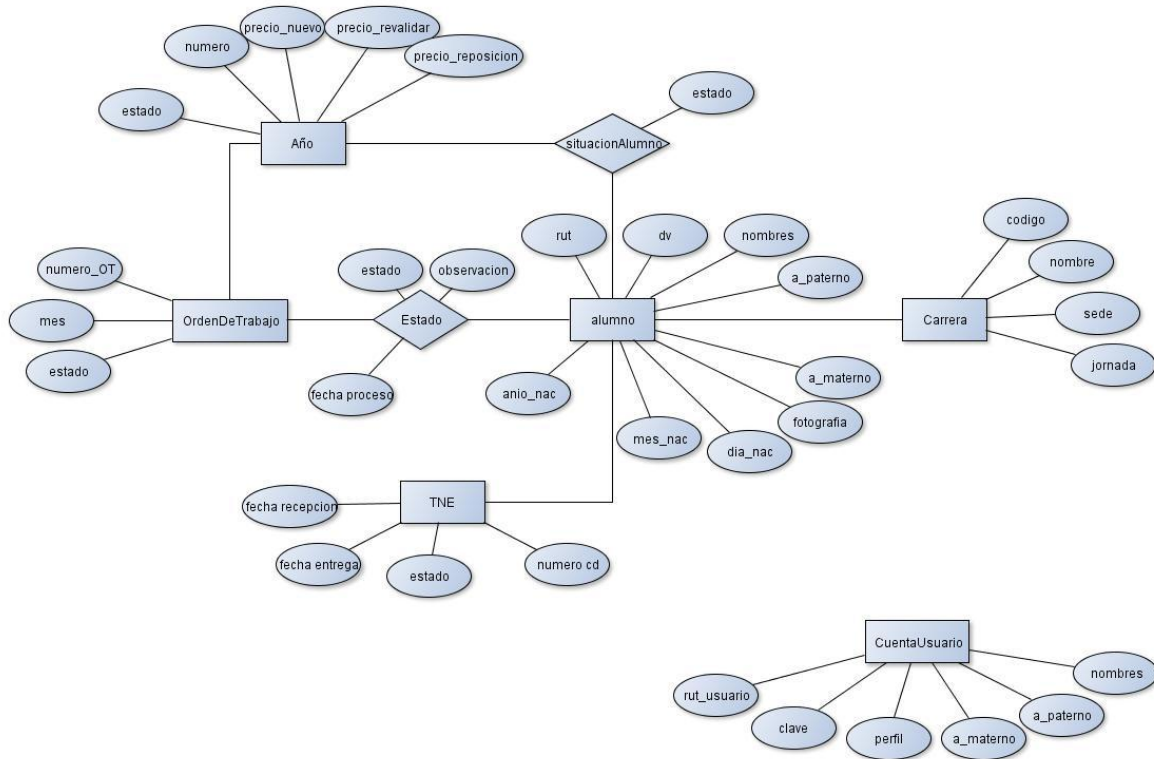 precio_nuevo
precio_revalidar
numero
precio_reposicion
estado
estado
Año
situacionAlumno
codigo
rut
dv
nombres
nombre
numero_OT
estado
observacion
a_paterno
sede
mes
OrdenDeTrabajo
Estado
alumno
Carrera
estado
jornada
fecha proceso
anio_nac
a_materno
fotografia
mes_nac
dia_nac
fecha recepcion
TNE
fecha entrega
estado
numero cd
CuentaUsuario
rut_usuario
nombres
clave
perfil
a_materno
a_paterno